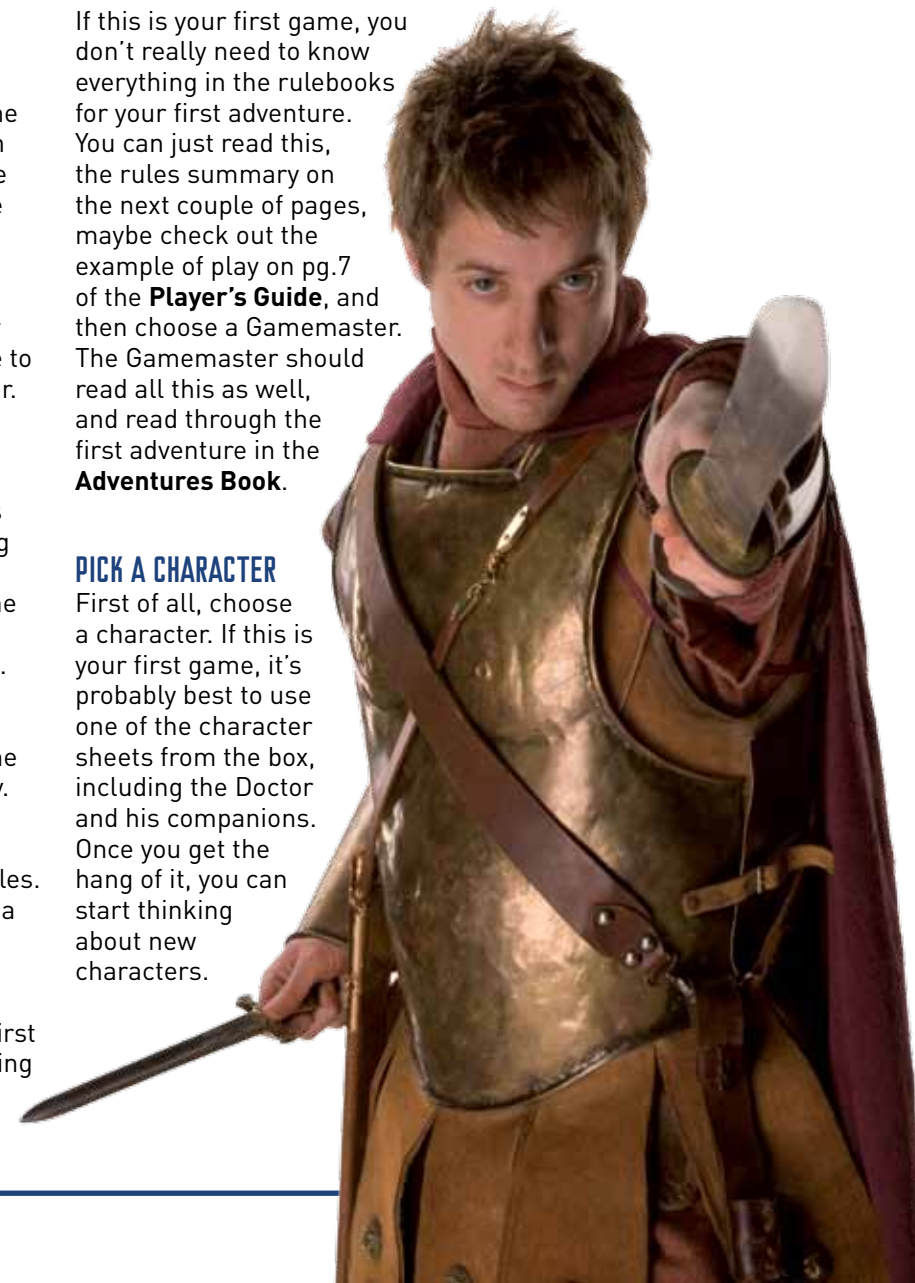 If this is your first game, you
don't really need to know
everything in the rulebooks
for your first adventure.
You can just read this,
the rules summary on
the next couple of pages,
maybe check out the
example of play on pg.7
of the Player's Guide, and
then choose a Gamemaster.
The Gamemaster should
read all this as well,
and read through the
first adventure in the
Adventures Book.
PICK A CHARACTER
First of all, choose
a character. If this is
your first game, it's
probably best to use
one of the character
sheets from the box,
including the Doctor
and his companions.
Once you get the
hang of it, you can
start thinking
about new
characters.